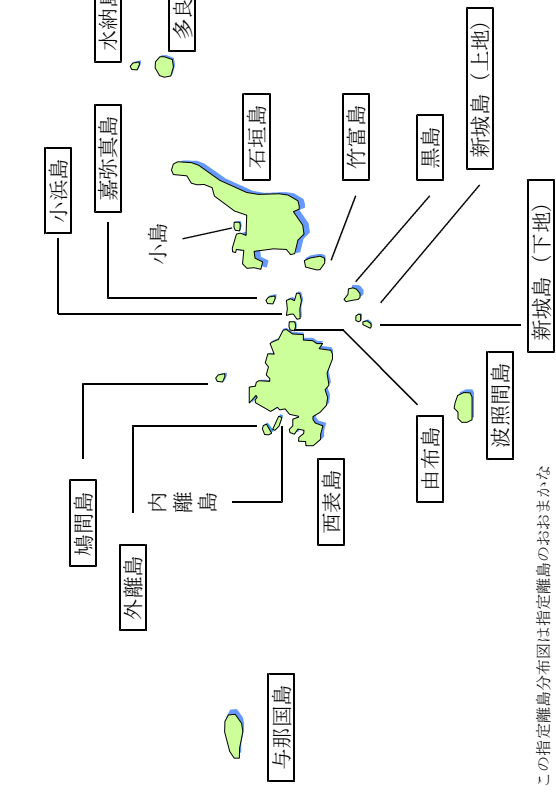 水納島
多良
小浜島
嘉弥真島
石垣島
竹富島
黒島
新城島（上地）
小島
新城島（下地）
鳩間島
外離島
内離島
西表島
由布島
波照間島
与那国島
この指定離島分布図は指定離島のおおまかな